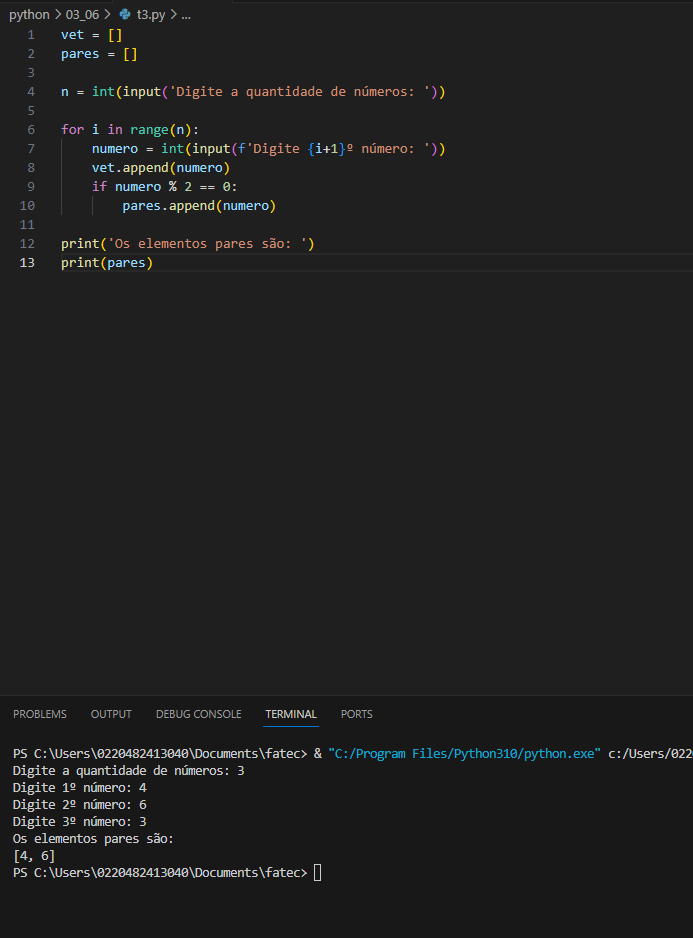 python > 03_06 > t3.py > ...
1 vet = []
2 pares = []
3
4 n = int(input('Digite a quantidade de números: '))
5
6 for i in range(n):
7     numero = int(input(f'Digite {i+1}º número: '))
8     vet.append(numero)
9     if numero % 2 == 0:
10         pares.append(numero)
11
12 print('Os elementos pares são: ')
13 print(pares)
PROBLEMS OUTPUT DEBUG CONSOLE TERMINAL PORTS
PS C:\Users\0220482413040\Documents\fatec> & "C:/Program Files/Python310/python.exe" c:/Users/022
Digite a quantidade de números: 3
Digite 1º número: 4
Digite 2º número: 6
Digite 3º número: 3
Os elementos pares são:
[4, 6]
PS C:\Users\0220482413040\Documents\fatec>